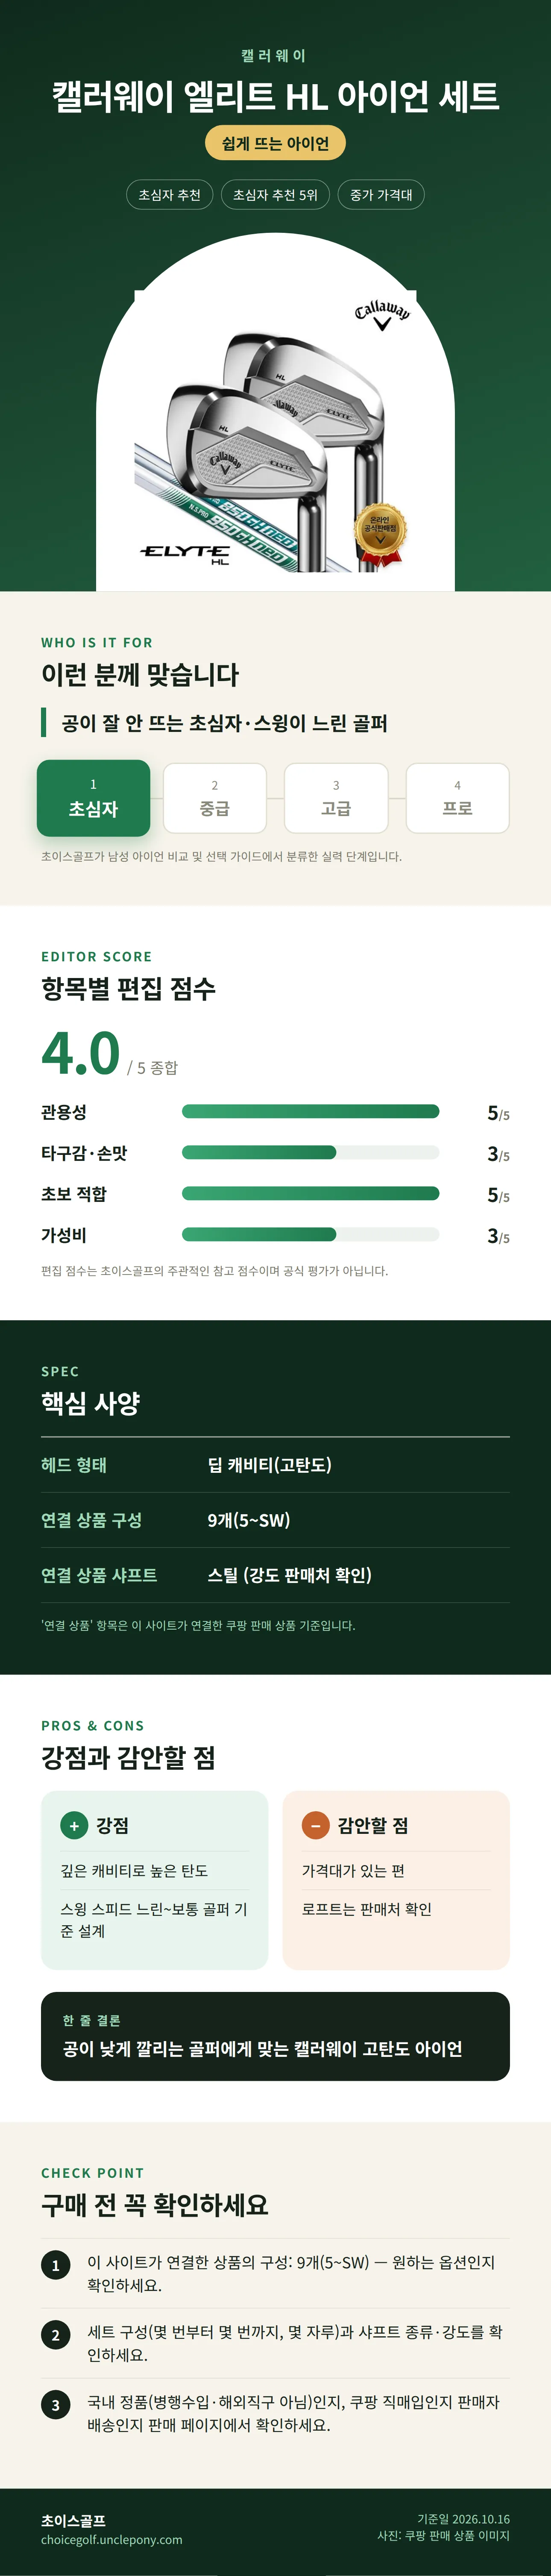 캘러웨이
캘러웨이 엘리트 HL 아이언 세트
쉽게 뜨는 아이언
초심자 추천
초심자 추천 5위
중가 가격대
Callaway
HL
Callaway
ELYTE
HL
Callaway
ELYTE
850GH neo
N.S.PRO 950GH neo
온라인
공식판매점
ELYTE
HL
WHO IS IT FOR
이런 분께 맞습니다
공이 잘 안 뜨는 초심자·스윙이 느린 골퍼
1
초심자
2
중급
3
고급
4
프로
초이스골프가 남성 아이언 비교 및 선택 가이드에서 분류한 실력 단계입니다.
EDITOR SCORE
항목별 편집 점수
4.0 / 5 종합
관용성 5/5
타구감·손맛 3/5
초보 적합 5/5
가성비 3/5
편집 점수는 초이스골프의 주관적인 참고 점수이며 공식 평가가 아닙니다.
SPEC
핵심 사양
헤드 형태 딥 캐비티(고탄도)
연결 상품 구성 9개(5~SW)
연결 상품 샤프트 스틸 (강도 판매처 확인)
'연결 상품' 항목은 이 사이트가 연결한 쿠팡 판매 상품 기준입니다.
PROS & CONS
강점과 감안할 점
+ 강점
깊은 캐비티로 높은 탄도
스윙 스피드 느린~보통 골퍼 기
준 설계
− 감안할 점
가격대가 있는 편
로프트는 판매처 확인
한 줄 결론
공이 낮게 깔리는 골퍼에게 맞는 캘러웨이 고탄도 아이언
CHECK POINT
구매 전 꼭 확인하세요
1 이 사이트가 연결한 상품의 구성: 9개(5~SW) — 원하는 옵션인지
확인하세요.
2 세트 구성(몇 번부터 몇 번까지, 몇 자루)과 샤프트 종류·강도를 확
인하세요.
3 국내 정품(병행수입·해외직구 아님)인지, 쿠팡 직매입인지 판매자
배송인지 판매 페이지에서 확인하세요.
초이스골프
choicegolf.unclepony.com
기준일 2026.10.16
사진: 쿠팡 판매 상품 이미지